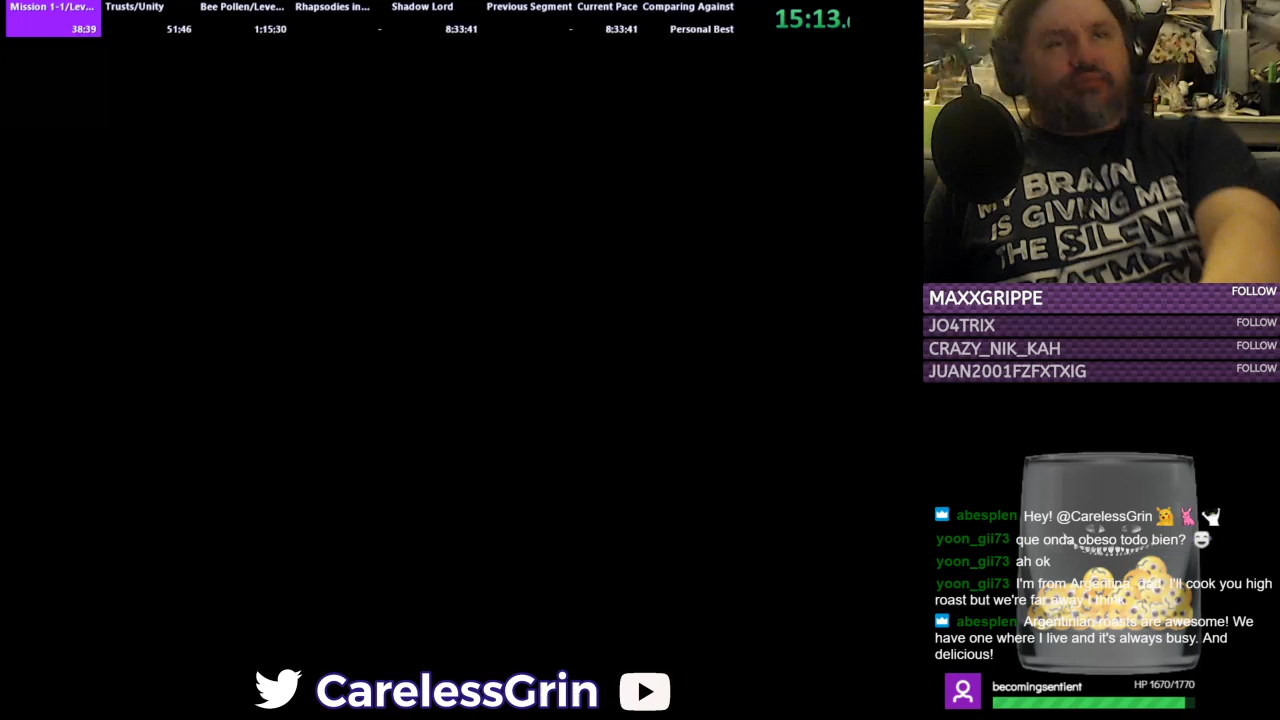 Mission 1-1/Lev... Trusts/Unity Bee Pollen/Leve... Rhapsodies in... Shadow Lord Previous Segment Current Pace Comparing Against
38:39 51:46 1:15:30 - 8:33:41 - 8:33:41 Personal Best
15:13.
MY BRAIN
IS GIVING ME
THE SILENT
TREATMENT
MAXXGRIPPE FOLLOW
JO4TRIX FOLLOW
CRAZY_NIK_KAH FOLLOW
JUAN2001FZFXTXIG FOLLOW
abesplen Hey! @CarelessGrin
yoon_gii73 que onda obeso todo bien?
yoon_gii73 ah ok
yoon_gii73 I'm from Argentina, dad, I'll cook you high
roast but we're far away I think
abesplen Argentinian roasts are awesome! We
have one where I live and it's always busy. And
delicious!
becomingsentient HP 1670/1770
CarelessGrin